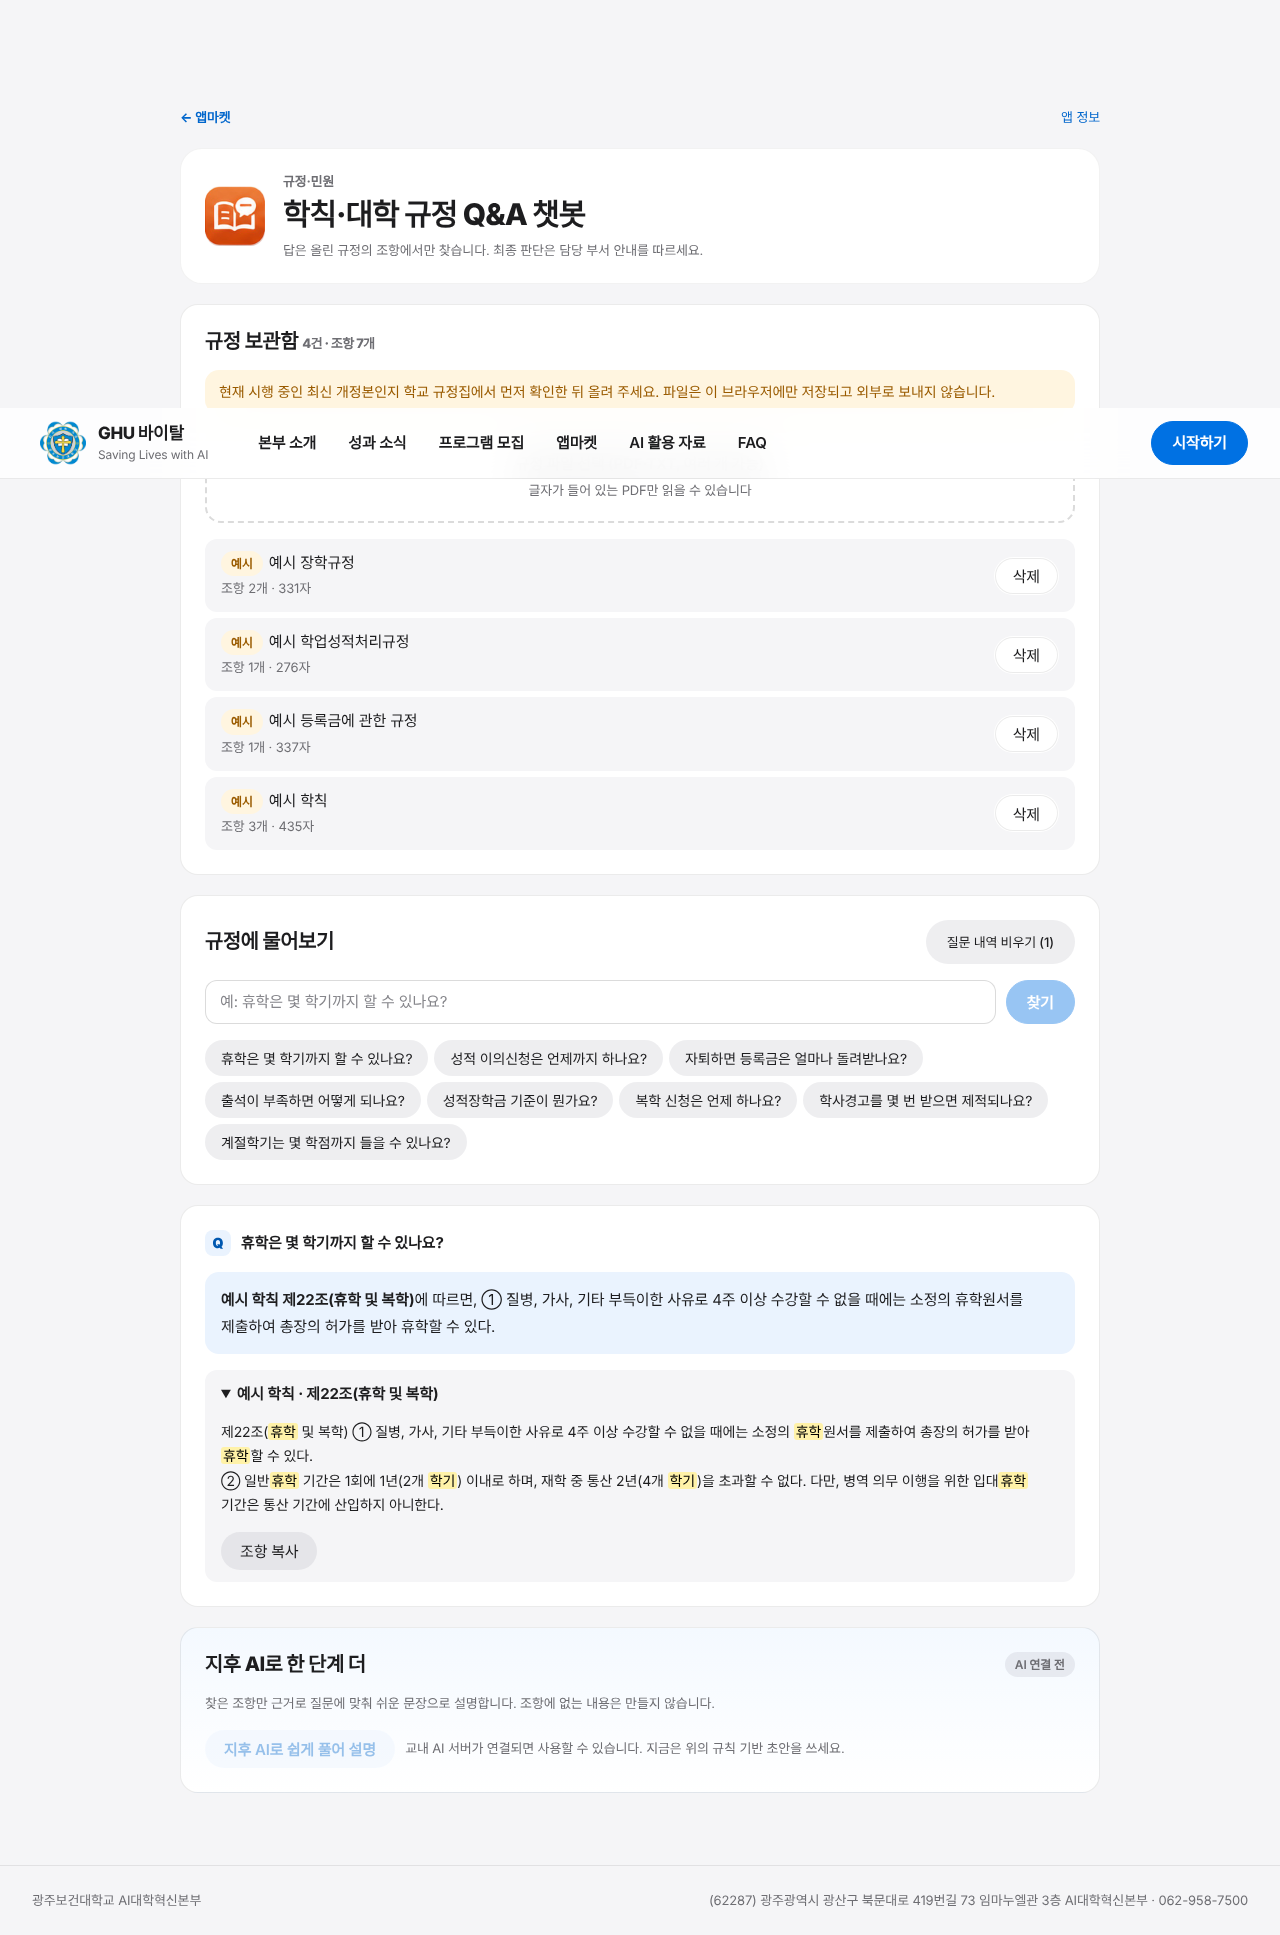 ← 앱마켓
앱 정보
규정·민원
학칙·대학 규정 Q&A 챗봇
답은 올린 규정의 조항에서만 찾습니다. 최종 판단은 담당 부서 안내를 따르세요.
규정 보관함 4건 · 조항 7개
현재 시행 중인 최신 개정본인지 학교 규정집에서 먼저 확인한 뒤 올려 주세요. 파일은 이 브라우저에만 저장되고 외부로 보내지 않습니다.
GHU 바이탈
Saving Lives with AI
본부 소개
성과 소식
프로그램 모집
앱마켓
AI 활용 자료
FAQ
시작하기
글자가 들어 있는 PDF만 읽을 수 있습니다
예시 예시 장학규정
조항 2개 · 331자
삭제
예시 예시 학업성적처리규정
조항 1개 · 276자
삭제
예시 예시 등록금에 관한 규정
조항 1개 · 337자
삭제
예시 예시 학칙
조항 3개 · 435자
삭제
규정에 물어보기
질문 내역 비우기 (1)
예: 휴학은 몇 학기까지 할 수 있나요?
찾기
휴학은 몇 학기까지 할 수 있나요?
성적 이의신청은 언제까지 하나요?
자퇴하면 등록금은 얼마나 돌려받나요?
출석이 부족하면 어떻게 되나요?
성적장학금 기준이 뭔가요?
복학 신청은 언제 하나요?
학사경고를 몇 번 받으면 제적되나요?
계절학기는 몇 학점까지 들을 수 있나요?
Q 휴학은 몇 학기까지 할 수 있나요?
예시 학칙 제22조(휴학 및 복학)에 따르면, ① 질병, 가사, 기타 부득이한 사유로 4주 이상 수강할 수 없을 때에는 소정의 휴학원서를
제출하여 총장의 허가를 받아 휴학할 수 있다.
▼ 예시 학칙 · 제22조(휴학 및 복학)
제22조(휴학 및 복학) ① 질병, 가사, 기타 부득이한 사유로 4주 이상 수강할 수 없을 때에는 소정의 휴학원서를 제출하여 총장의 허가를 받아
휴학할 수 있다.
② 일반휴학 기간은 1회에 1년(2개 학기) 이내로 하며, 재학 중 통산 2년(4개 학기)을 초과할 수 없다. 다만, 병역 의무 이행을 위한 입대휴학
기간은 통산 기간에 산입하지 아니한다.
조항 복사
지후 AI로 한 단계 더
AI 연결 전
찾은 조항만 근거로 질문에 맞춰 쉬운 문장으로 설명합니다. 조항에 없는 내용은 만들지 않습니다.
지후 AI로 쉽게 풀어 설명
교내 AI 서버가 연결되면 사용할 수 있습니다. 지금은 위의 규칙 기반 초안을 쓰세요.
광주보건대학교 AI대학혁신본부
(62287) 광주광역시 광산구 북문대로 419번길 73 임마누엘관 3층 AI대학혁신본부 · 062-958-7500